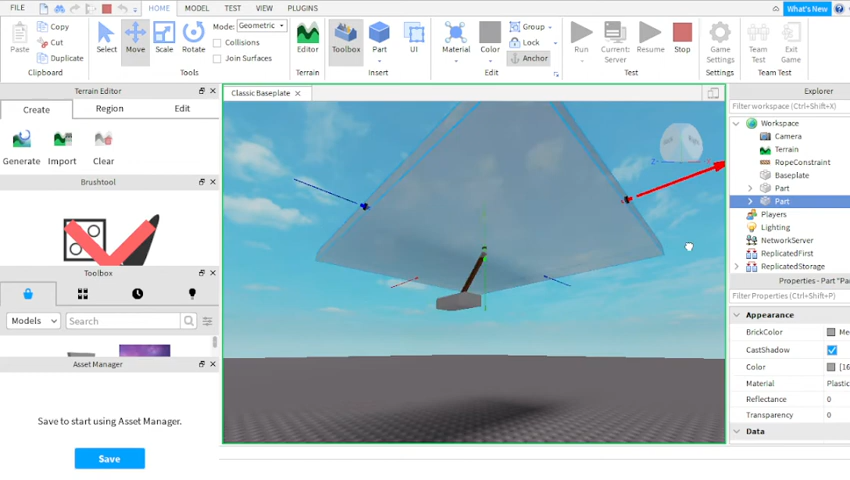 FILE HOME MODEL TEST VIEW PLUGINS What's New
Paste Copy Cut Duplicate Clipboard
Select Move Scale Rotate Mode: Geometric Collisions Join Surfaces Tools
Editor Terrain
Toolbox Part UI Insert
Material Color Group Lock Anchor Edit
Run Current: Server Resume Stop Test
Game Settings Settings
Team Test Exit Game Team Test
Terrain Editor
Create Region Edit
Generate Import Clear
Brushtool
Toolbox
Models Search
Asset Manager
Save to start using Asset Manager.
Save
Classic Baseplate
Explorer
Filter workspace (Ctrl+Shift+X)
Workspace
Camera
Terrain
RopeConstraint
Baseplate
Part
Part
Players
Lighting
NetworkServer
ReplicatedFirst
ReplicatedStorage
Properties - Part "Pa
Filter Properties (Ctrl+Shift+P)
Appearance
BrickColor Me
CastShadow
Color [16
Material Plastic
Reflectance 0
Transparency 0
Data